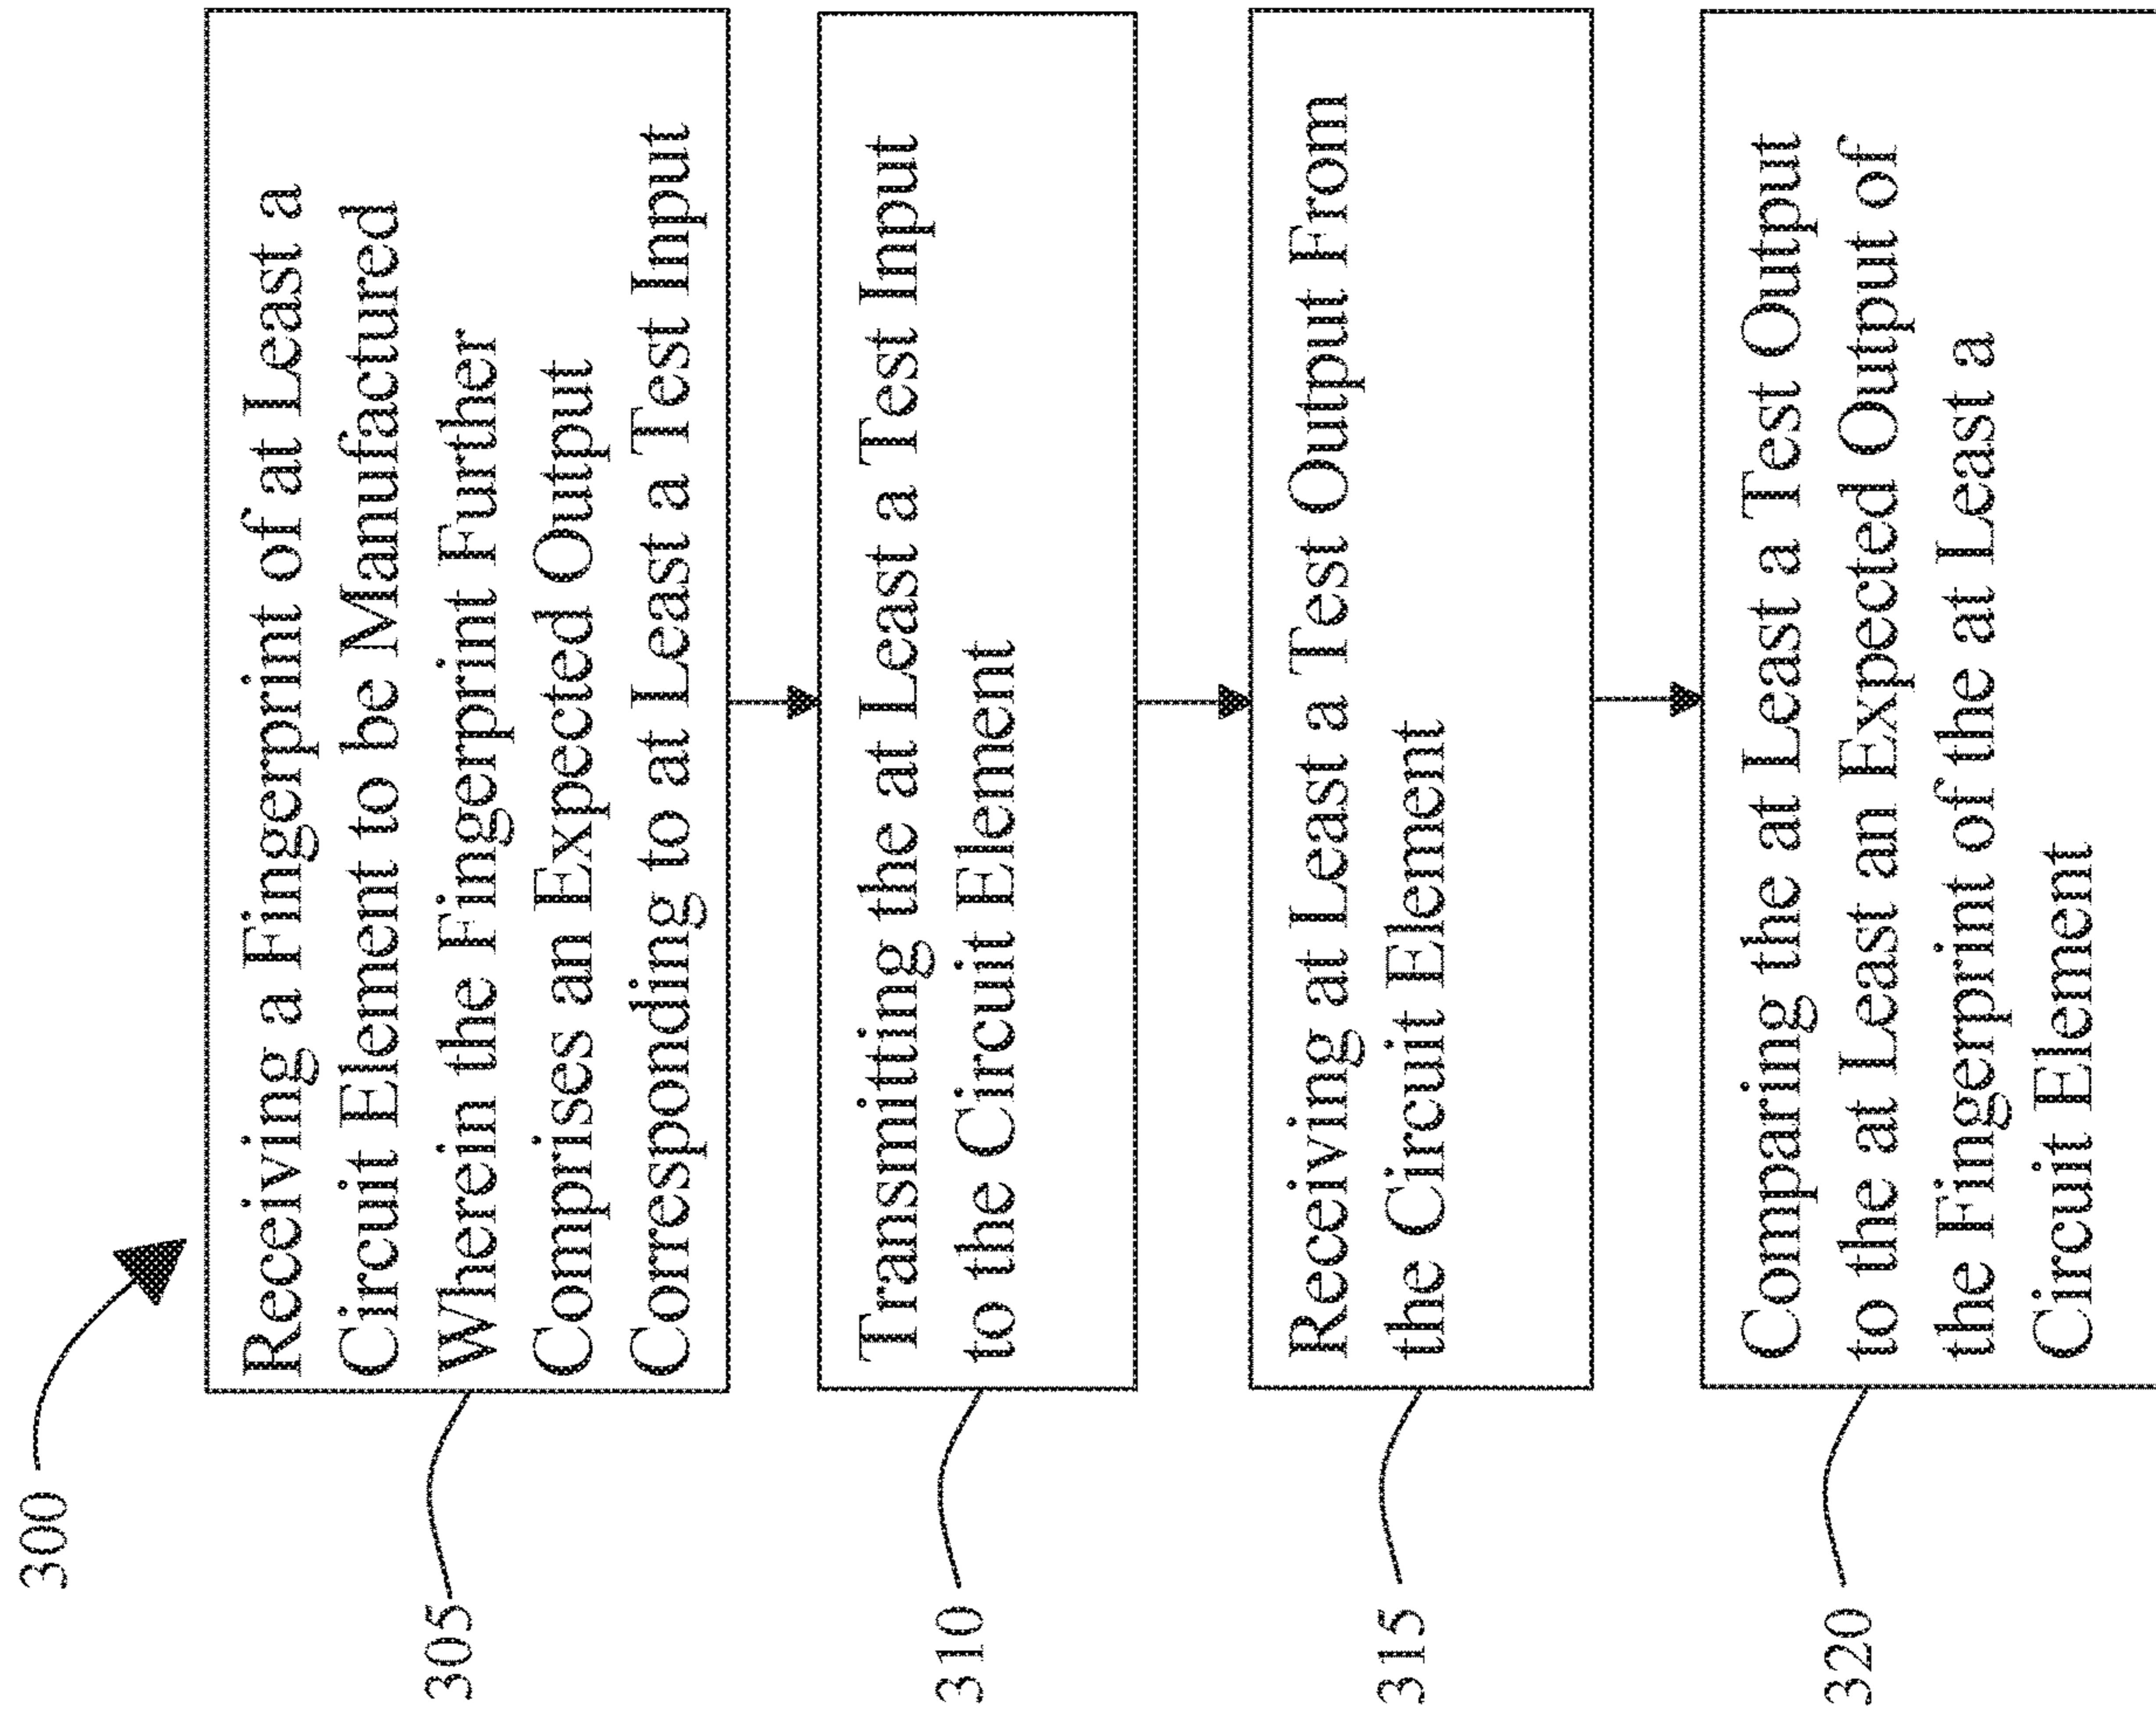 300
305
Receiving a Fingerprint of at Least a
Circuit Element to be Manufactured
Wherein the Fingerprint Further
Comprises an Expected Output
Corresponding to at Least a Test Input
310
Transmitting the at Least a Test Input
to the Circuit Element
315
Receiving at Least a Test Output From
the Circuit Element
320
Comparing the at Least a Test Output
to the at Least an Expected Output of
the Fingerprint of the at Least a
Circuit Element